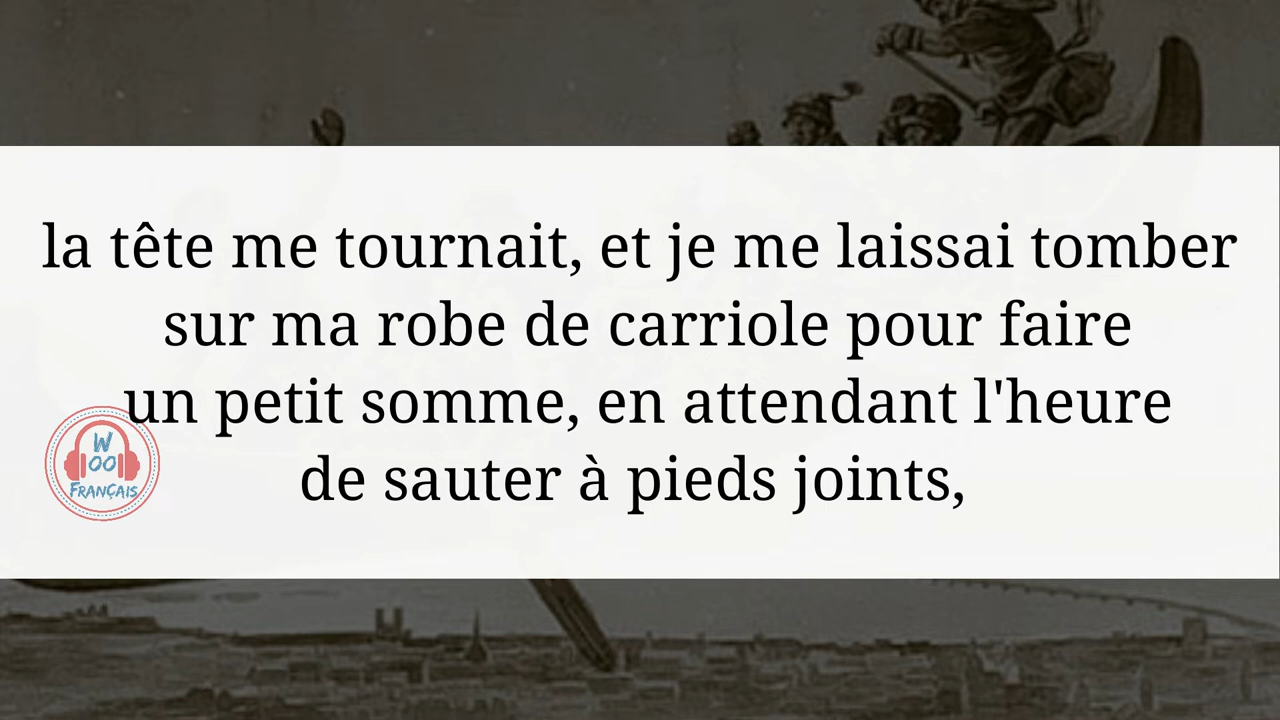 la tête me tournait, et je me laissai tomber
sur ma robe de carriole pour faire
un petit somme, en attendant l'heure
de sauter à pieds joints,
W
OO
FRANÇAIS